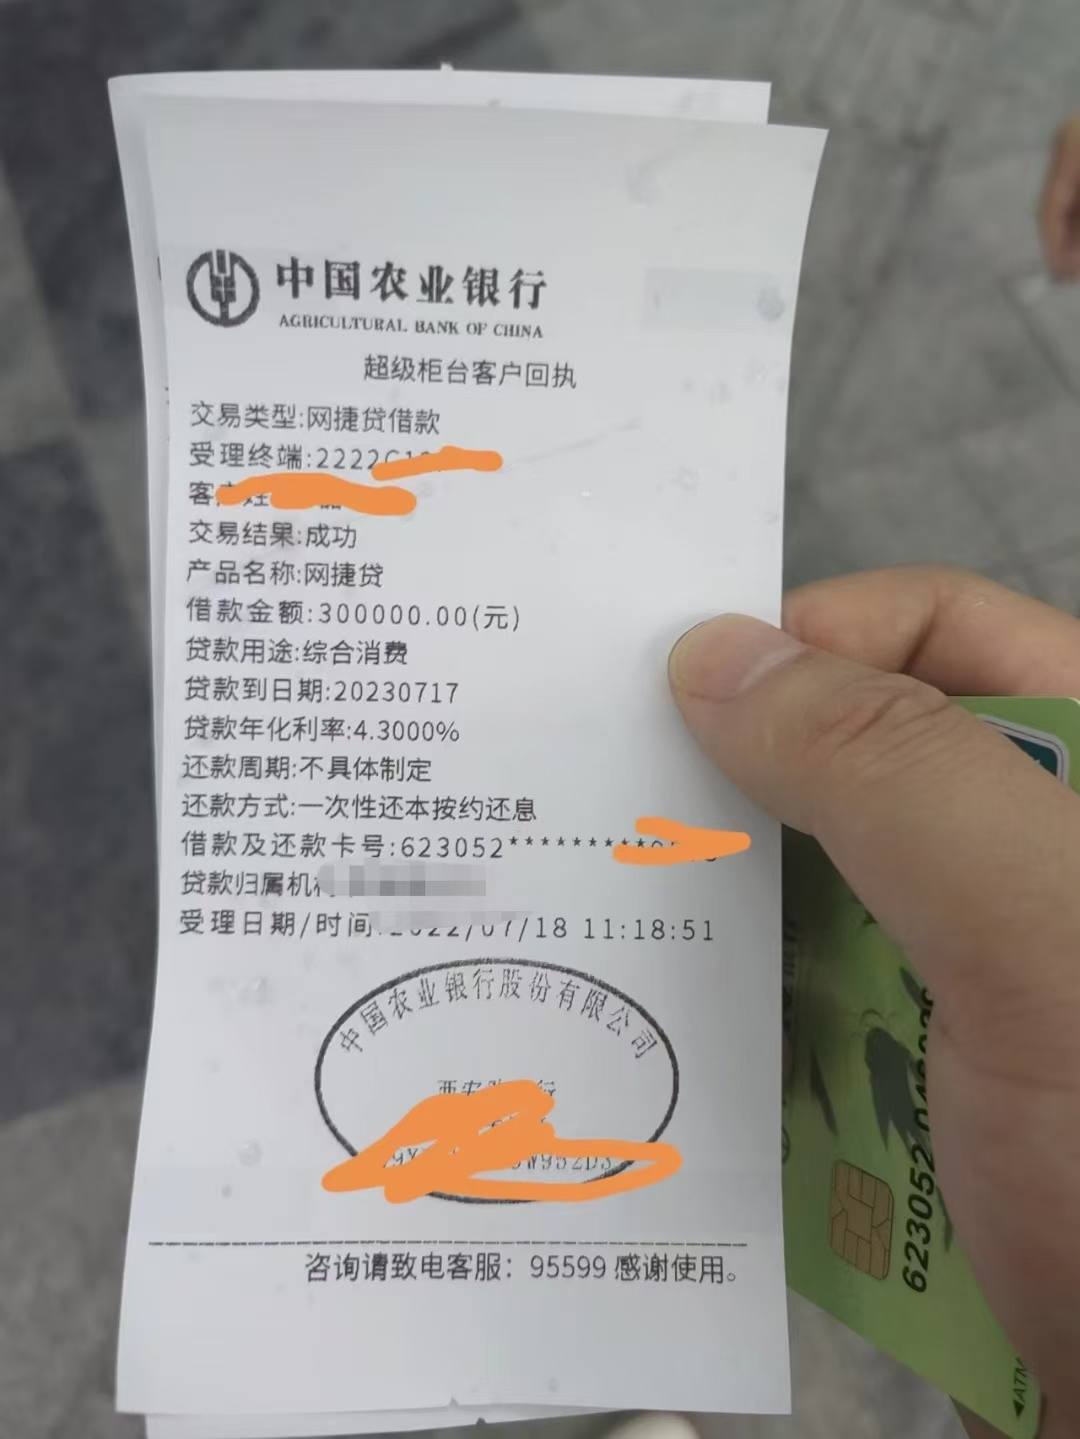 中国农业银行
AGRICULTURAL BANK OF CHINA
超级柜台客户回执
交易类型:网捷贷借款
受理终端:2222
客
交易结果:成功
产品名称:网捷贷
借款金额:300000.00(元)
贷款用途:综合消费
贷款到日期:20230717
贷款年化利率:4.3000%
还款周期:不具体制定
还款方式:一次性还本按约还息
借款及还款卡号:623052*********
贷款归属机
受理日期/时间:2022/07/18 11:18:51
中国农业银行股份有限公司
咨询请致电客服：95599 感谢使用。
623052
ATM